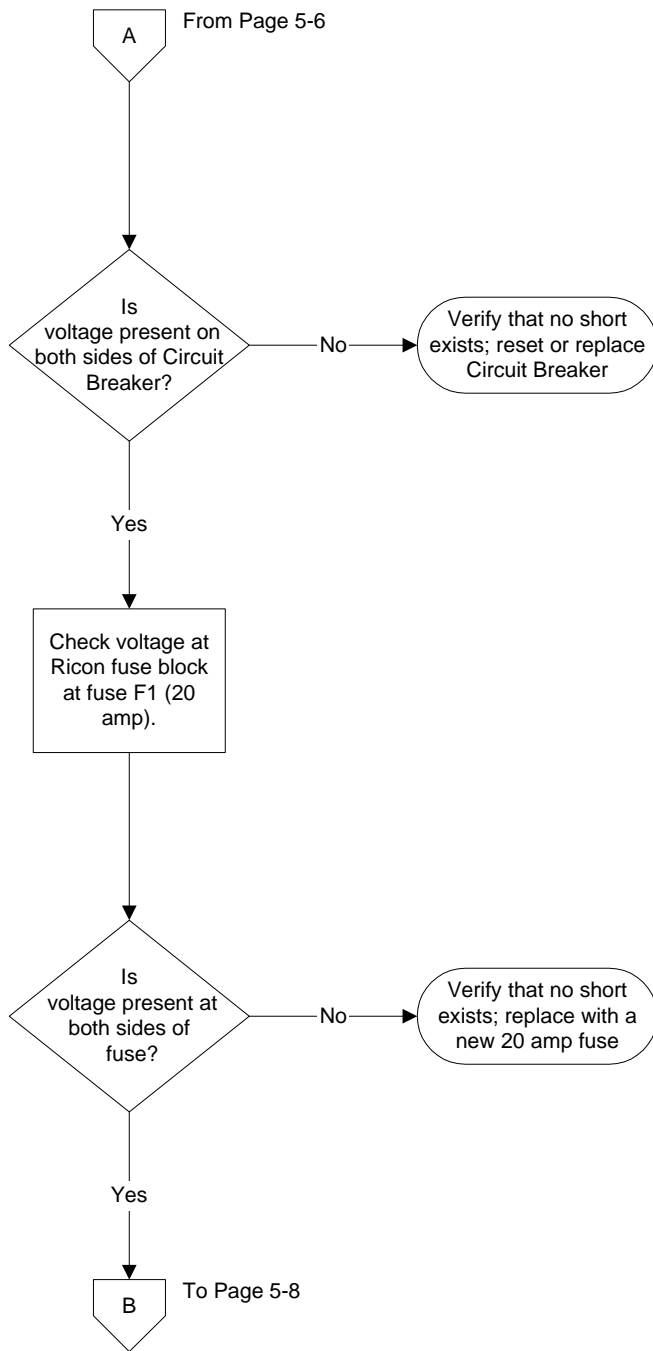 A
From Page 5-6
Is
voltage present on
both sides of Circuit
Breaker?
No
Verify that no short
exists; reset or replace
Circuit Breaker
Yes
Check voltage at
Ricon fuse block
at fuse F1 (20
amp).
Is
voltage present at
both sides of
fuse?
No
Verify that no short
exists; replace with a
new 20 amp fuse
Yes
B
To Page 5-8